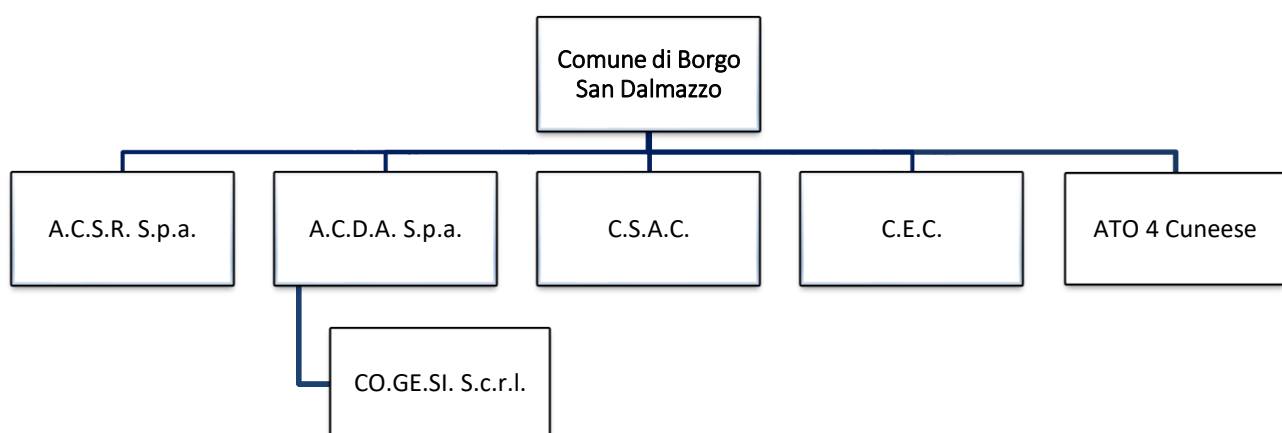 Comune di Borgo
San Dalmazzo
A.C.S.R. S.p.a.
A.C.D.A. S.p.a.
C.S.A.C.
C.E.C.
ATO 4 Cuneese
CO.GE.SI. S.c.r.l.